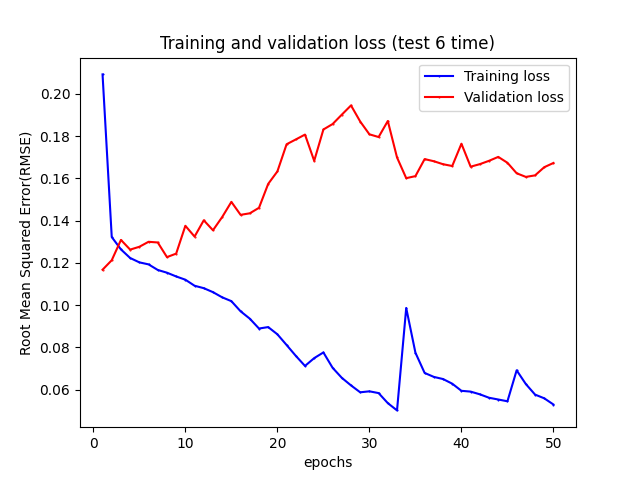 Training and validation loss (test 6 time)
Training loss
Validation loss
Root Mean Squared Error(RMSE)
0.20
0.18
0.16
0.14
0.12
0.10
0.08
0.06
0 10 20 30 40 50
epochs